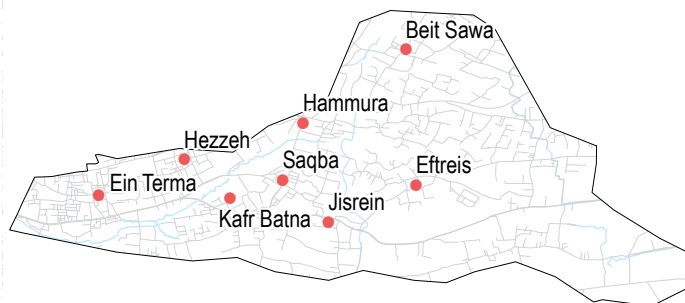 Beit Sawa
Hammura
Hezzeh
Saqba
Eftreis
Ein Terma
Kafr Batna
Jisrein